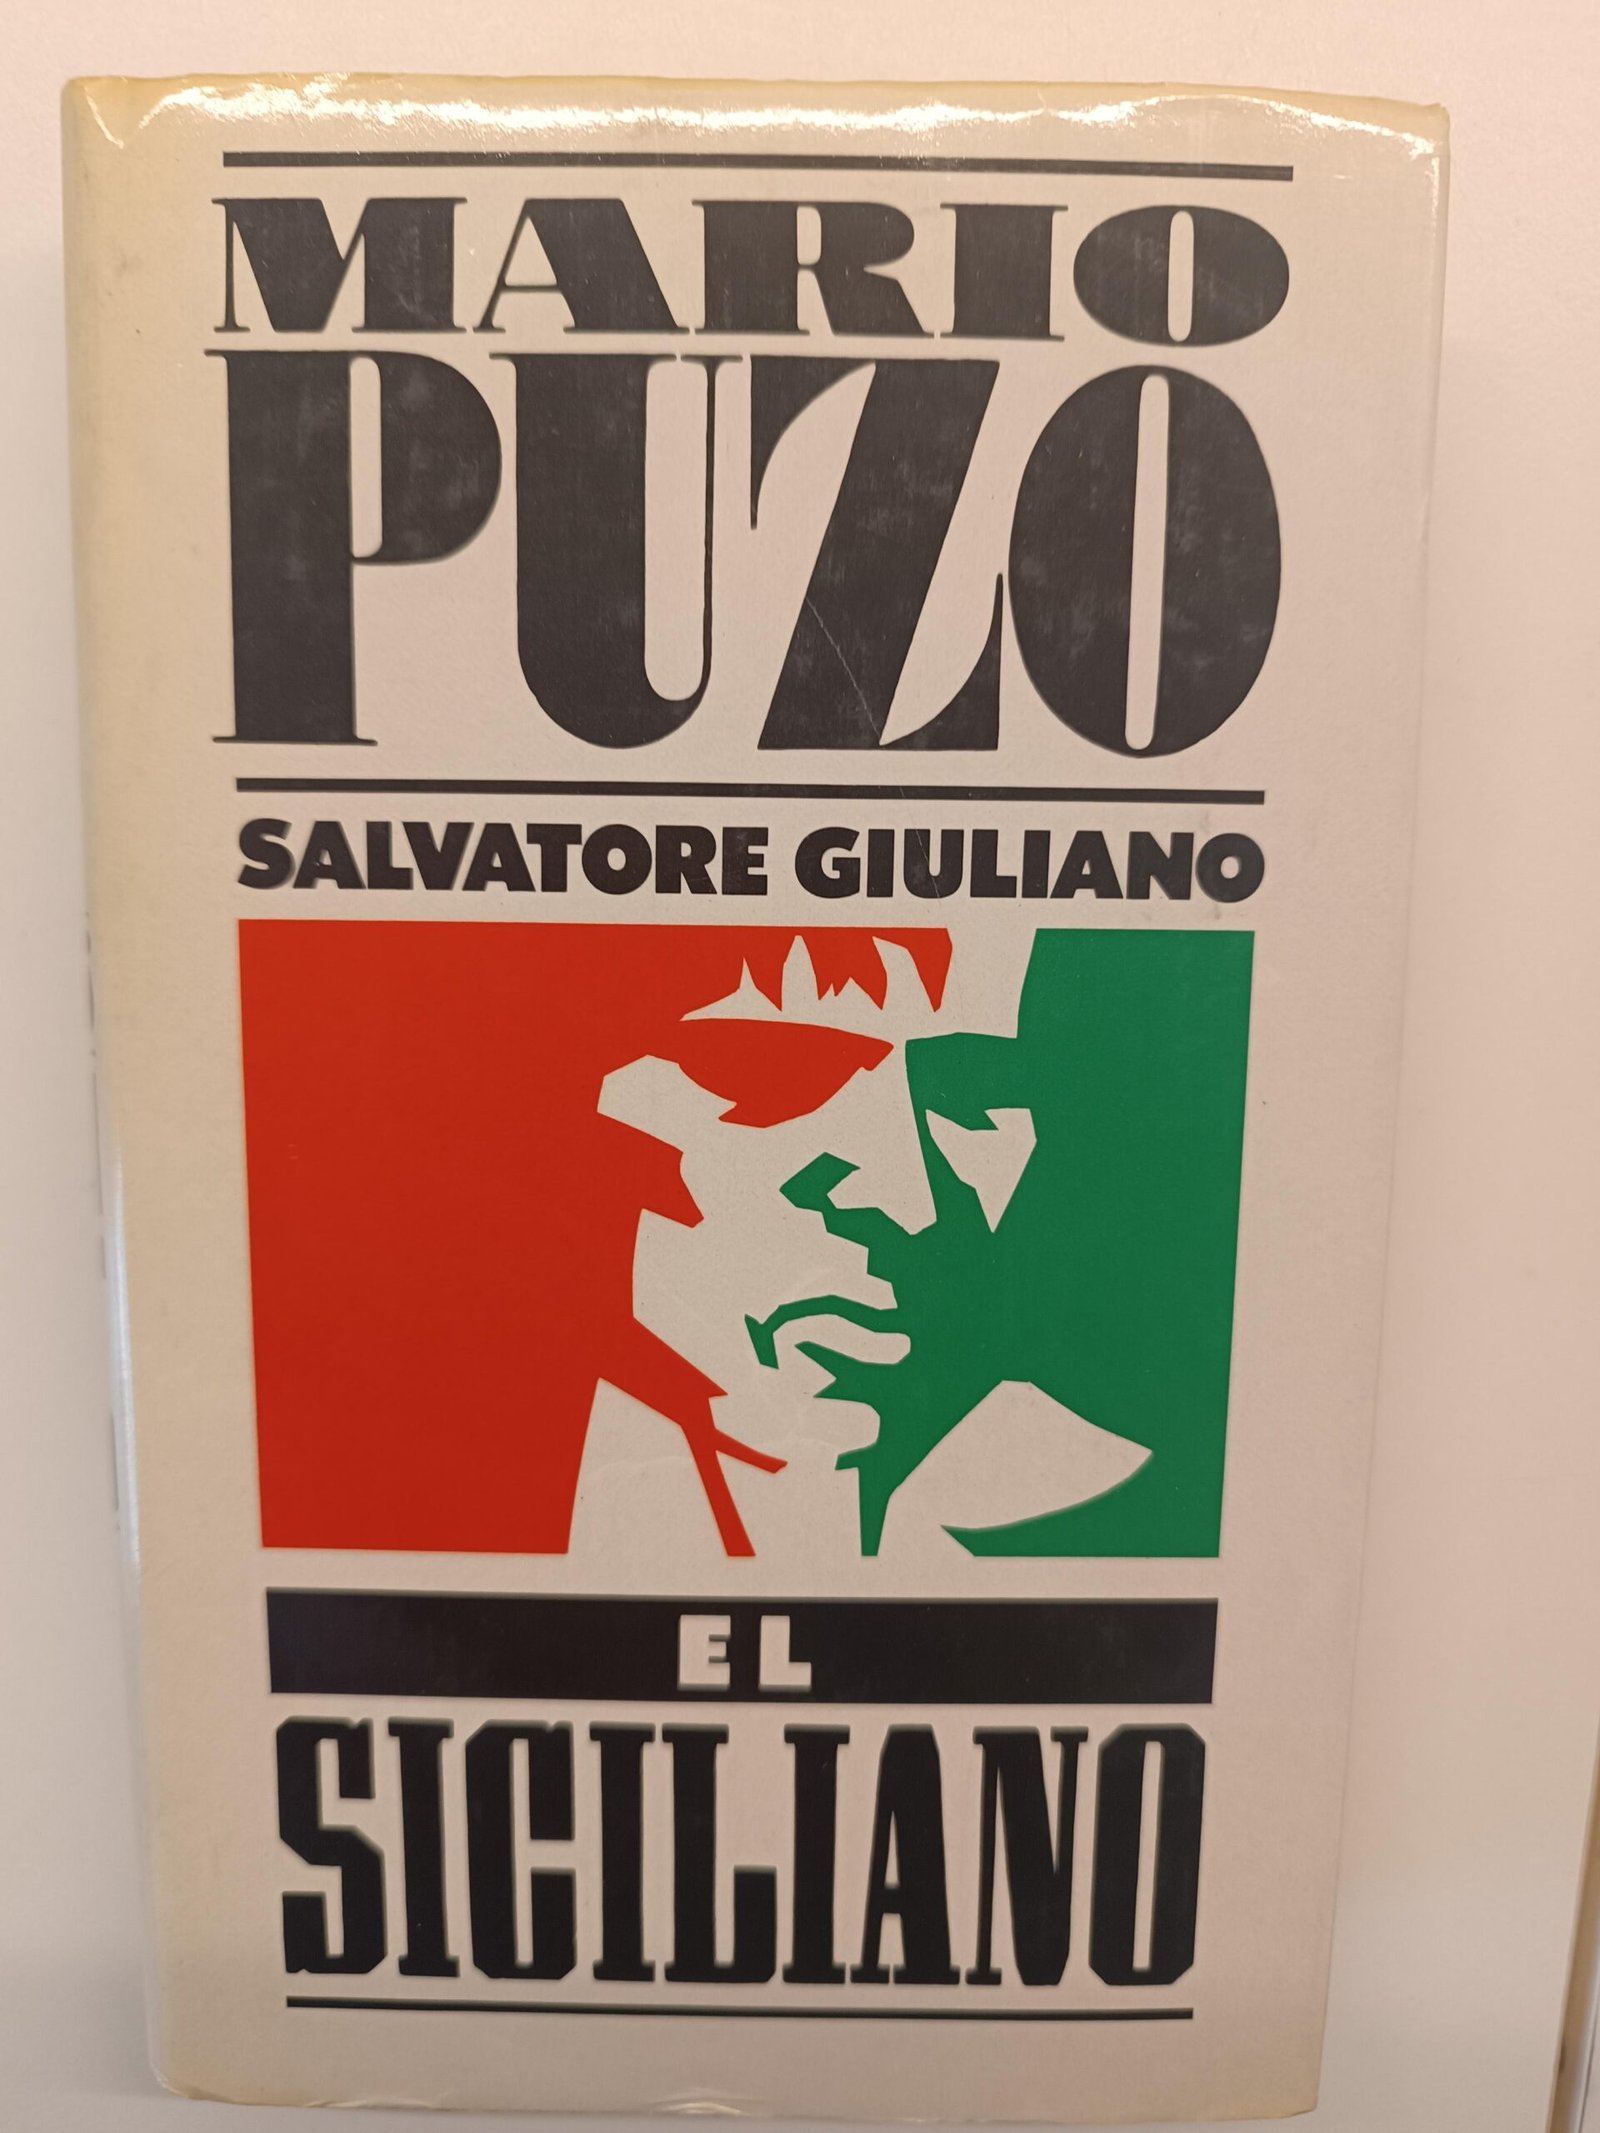 MARIO
PUZO
SALVATORE GIULIANO
EL
SICILIANO